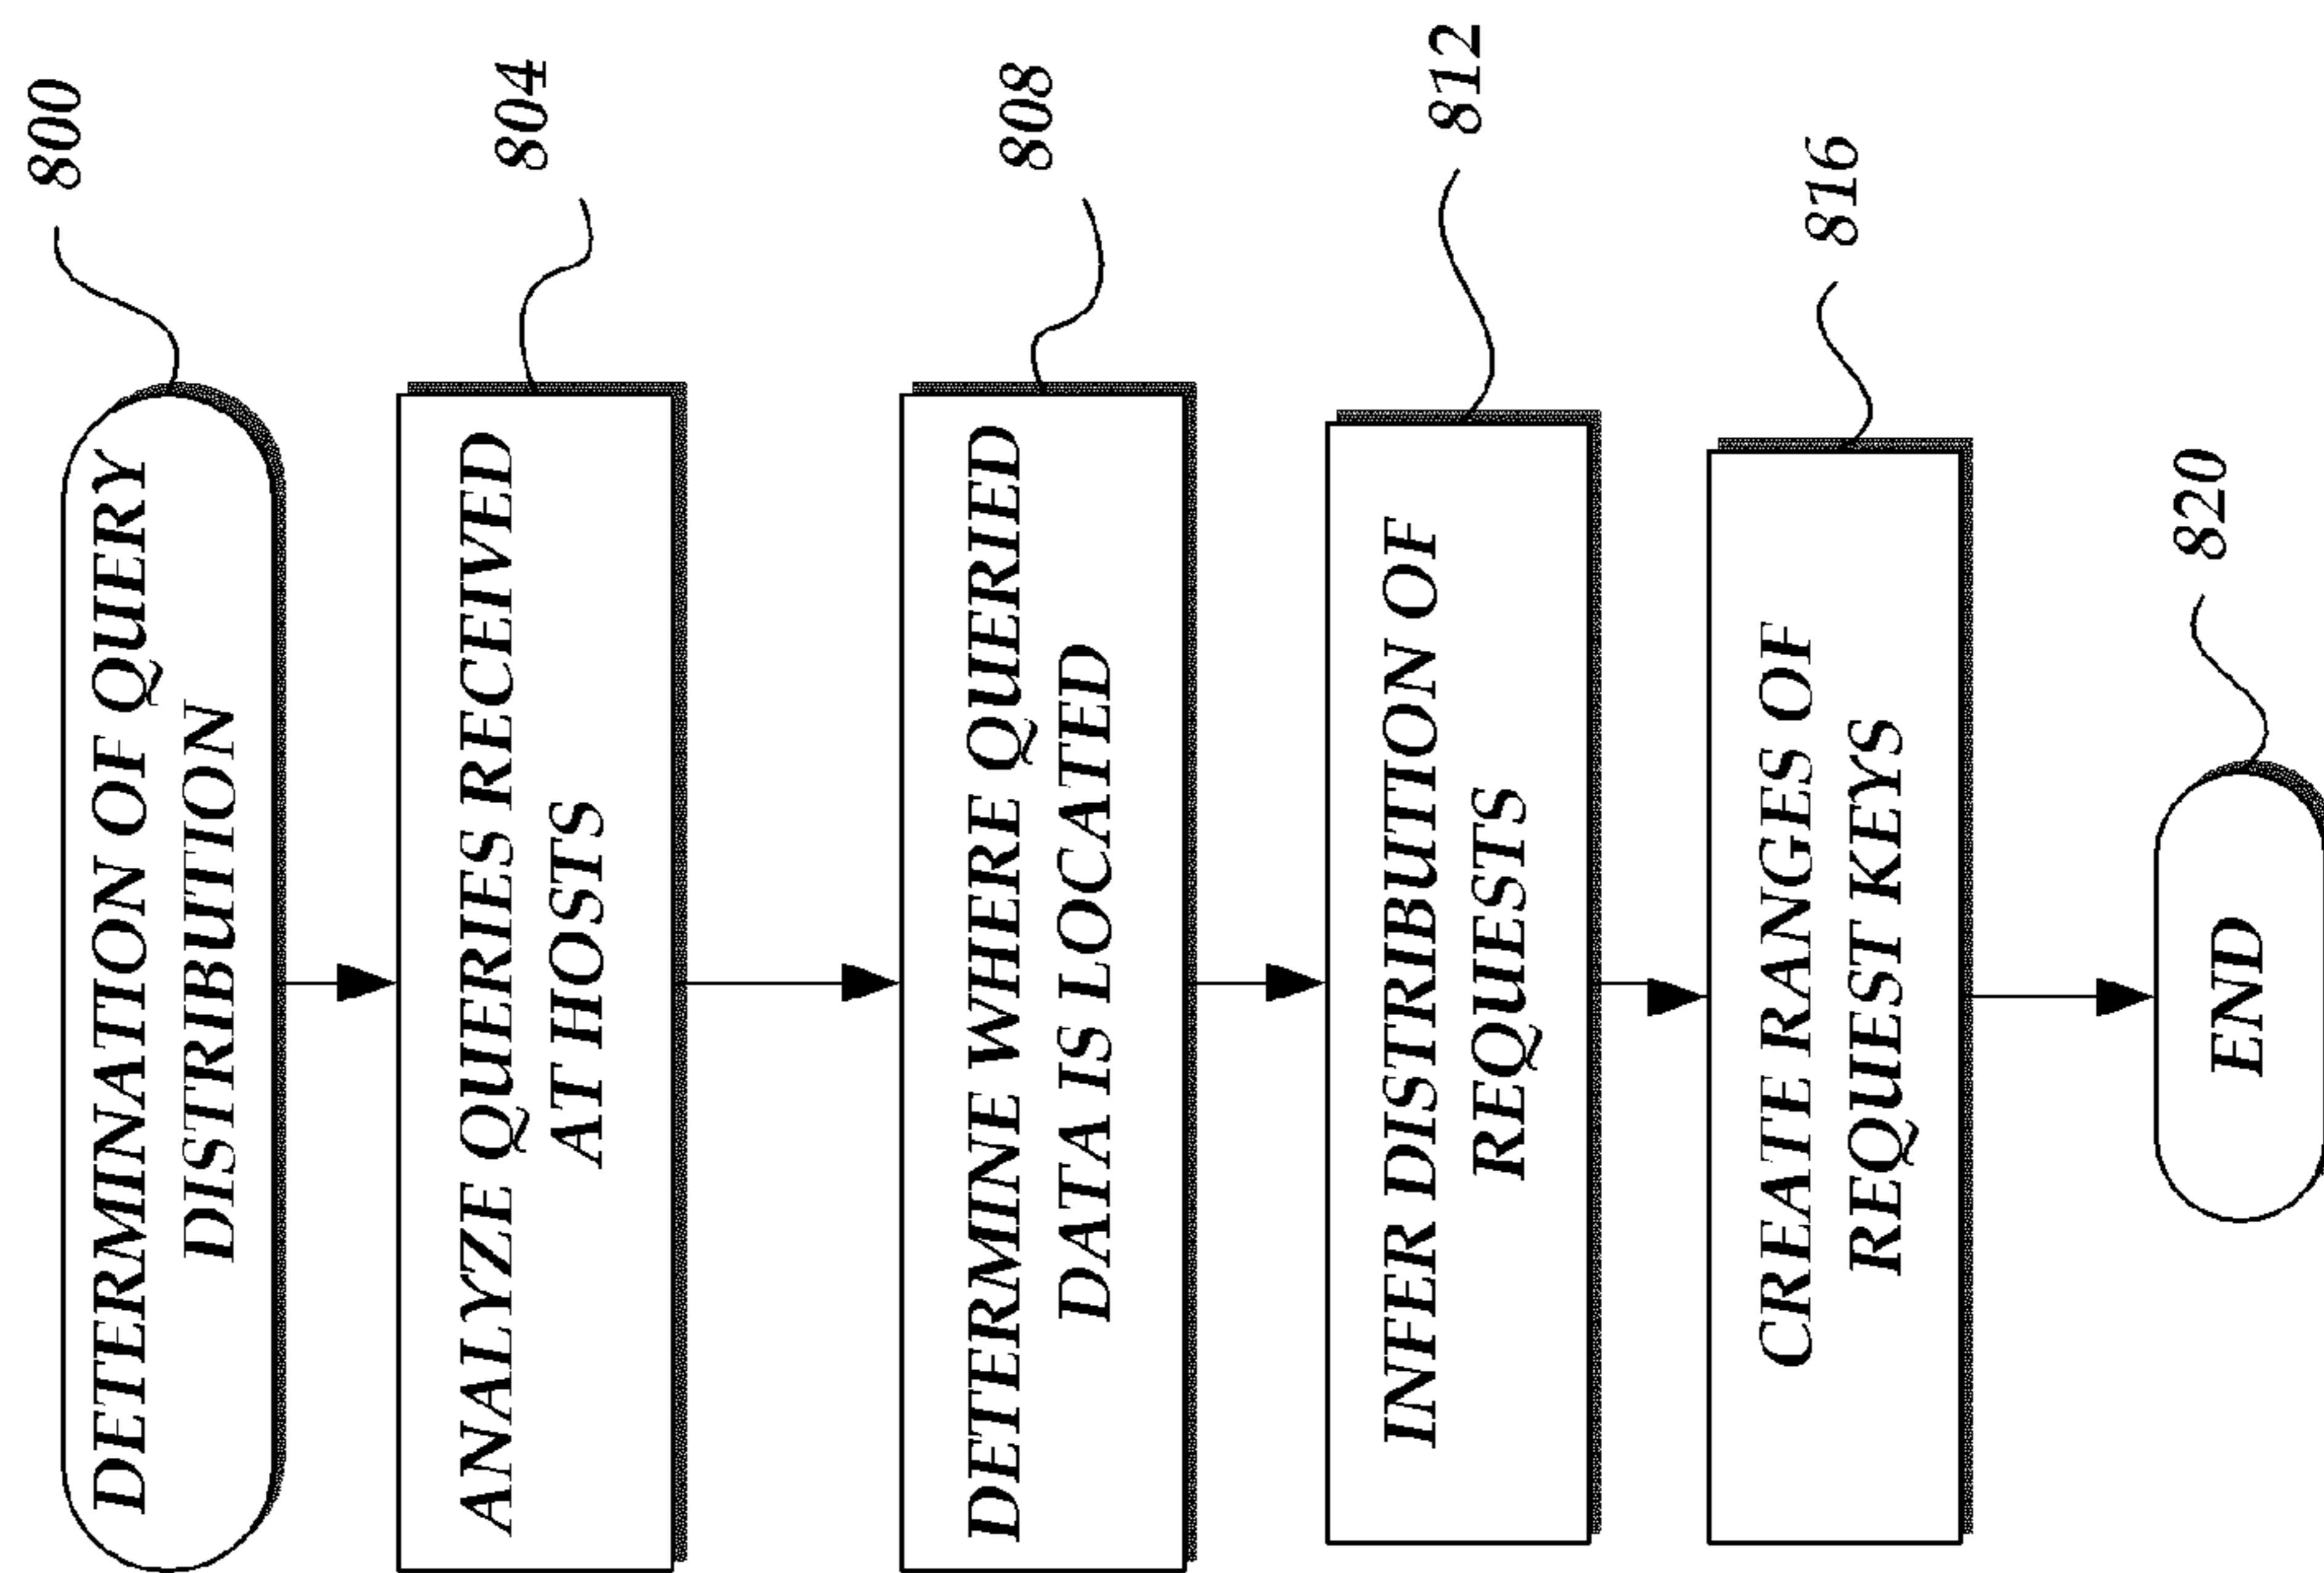 DETERMINATION OF QUERY
DISTRIBUTION
800
ANALYZE QUERIES RECEIVED
AT HOSTS
804
DETERMINE WHERE QUERIED
DATA IS LOCATED
808
INFER DISTRIBUTION OF
REQUESTS
812
CREATE RANGES OF
REQUEST KEYS
816
END
820